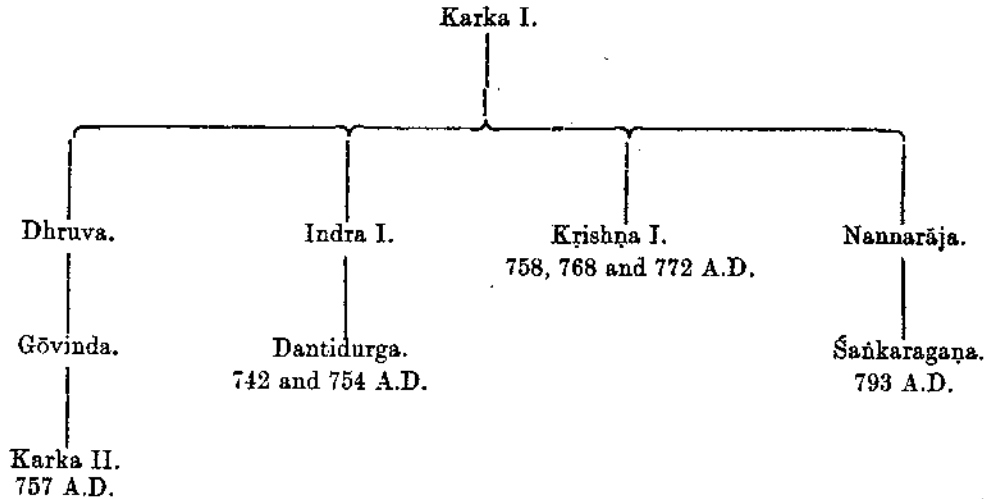 Karka I.
Dhruva.
Indra I.
Kṛishṇa I.
758, 768 and 772 A.D.
Nannarāja.
Gōvinda.
Dantidurga.
742 and 754 A.D.
Śaṅkaragaṇa.
793 A.D.
Karka II.
757 A.D.